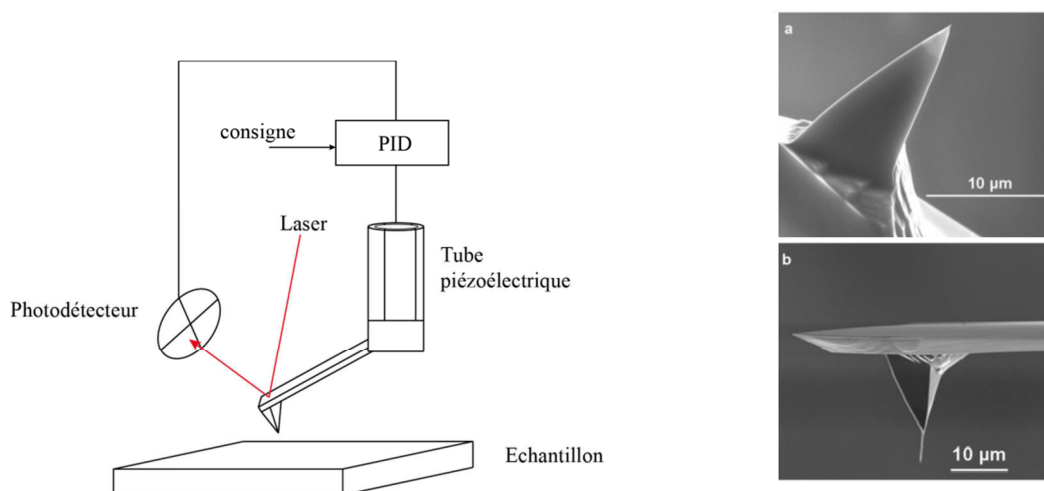 consigne
PID
Laser
Tube
piézoélectrique
Photodétecteur
Echantillon
a
10 µm
b
10 µm